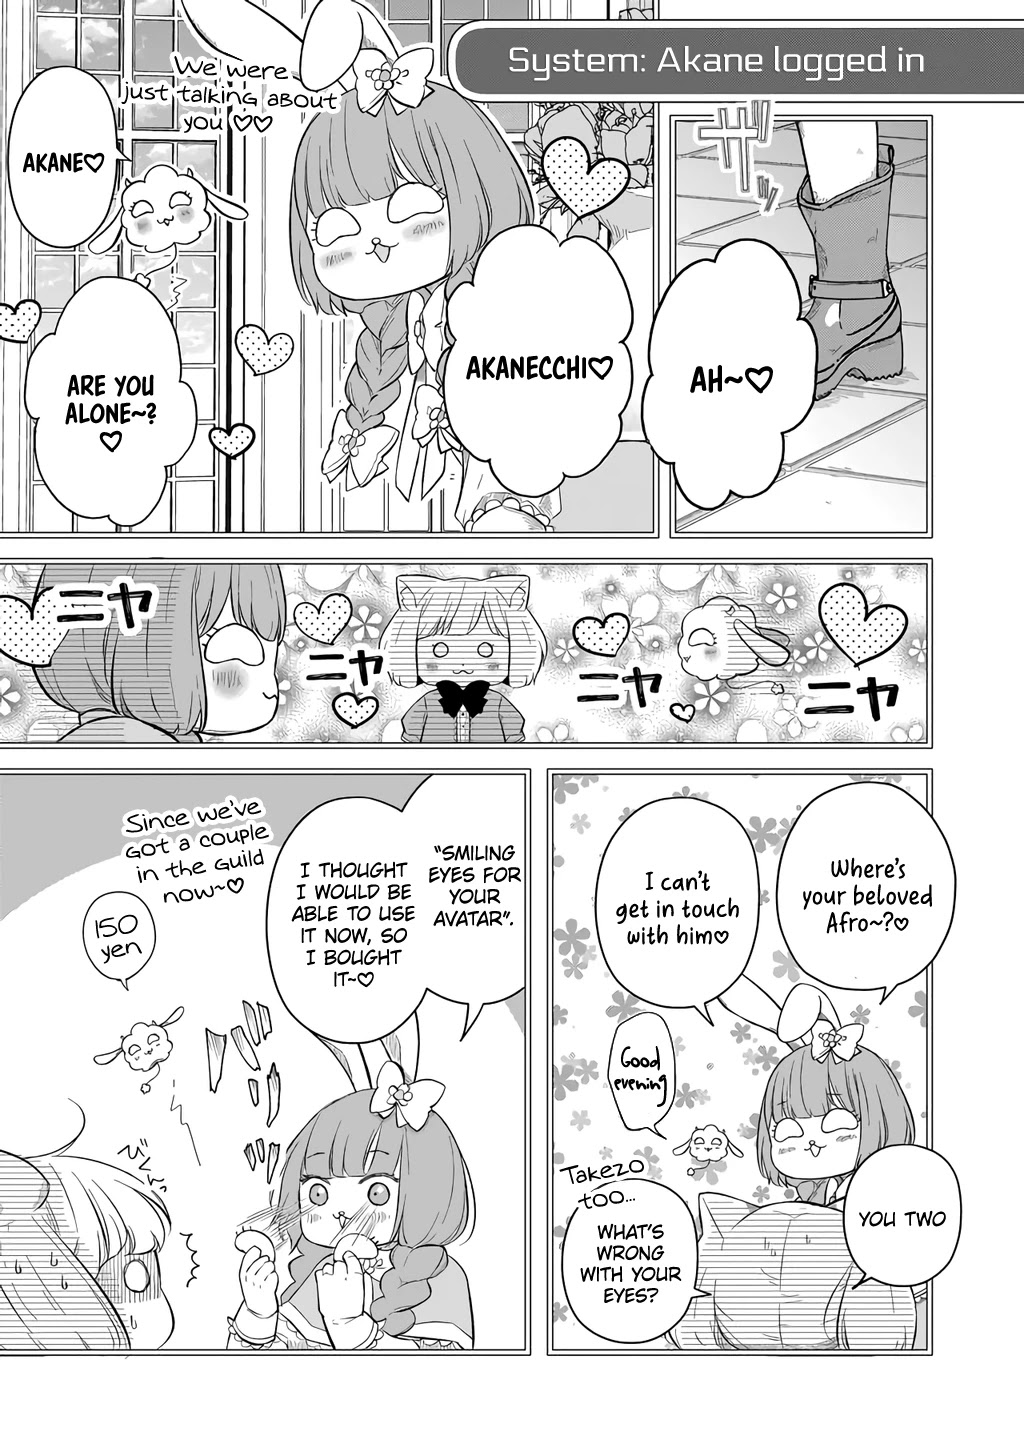 System: Akane logged in
AH~♡
AKANECCHI♡
We were
just talking about
you ♡♡
AKANE♡
ARE YOU
ALONE~?
♡
ニヤ
ニヤ
ニヤ
ニヤ
Where's
your beloved
Afro~?♡
I can't
get in touch
with him♡
Good
evening
YOU TWO
Takezo
too...
WHAT'S
WRONG
WITH YOUR
EYES?
"SMILING
EYES FOR
YOUR
AVATAR".
I THOUGHT
I WOULD BE
ABLE TO USE
IT NOW, SO
I BOUGHT
IT~♡
Since we've
got a couple
in the guild
now~♡
150
yen